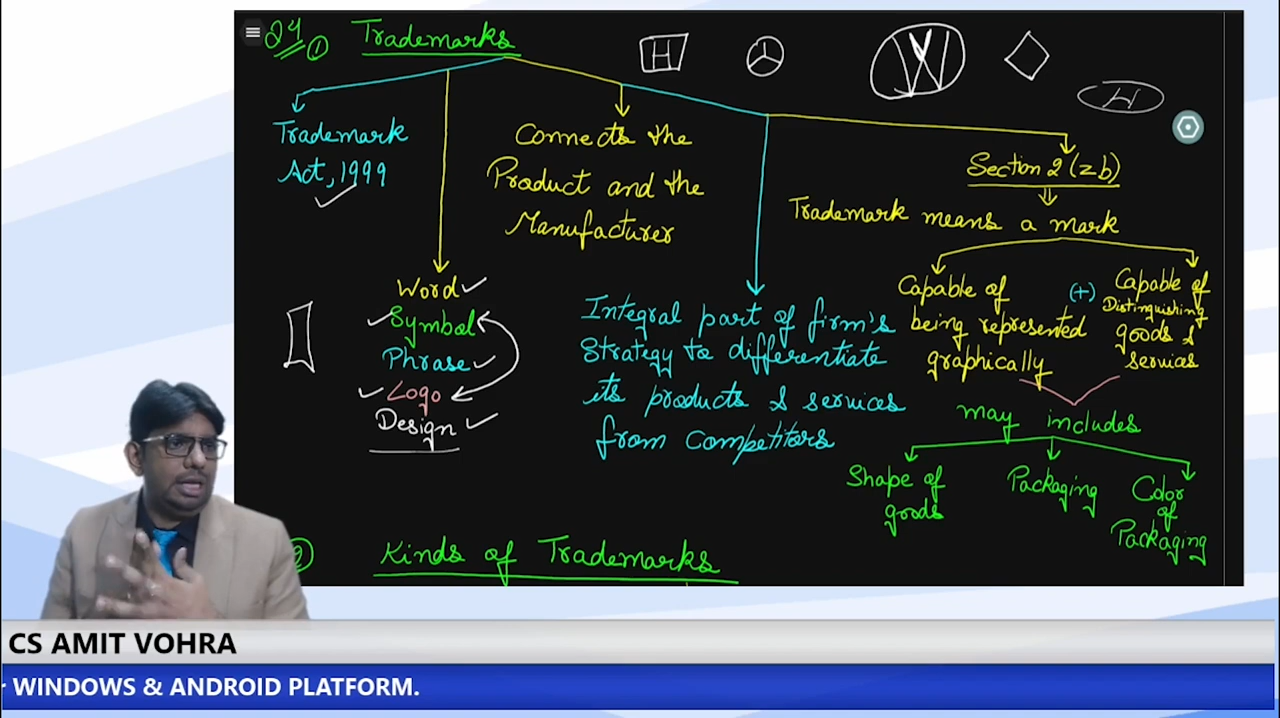 24 ① Trademarks
H
H
Trademark
Act, 1999
Connects the
Product and the
Manufacturer
Section 2 (zb)
Trademark means a mark
Word
Symbol
Phrase
Logo
Design
Integral part of firm's
Strategy to differentiate
its products & services
from competitors
Capable of
being represented
graphically
(+)
Capable of
Distinguishing
goods &
services
may includes
Shape of
goods
Packaging
Color
of
Packaging
Kinds of Trademarks
CS AMIT VOHRA
WINDOWS & ANDROID PLATFORM.